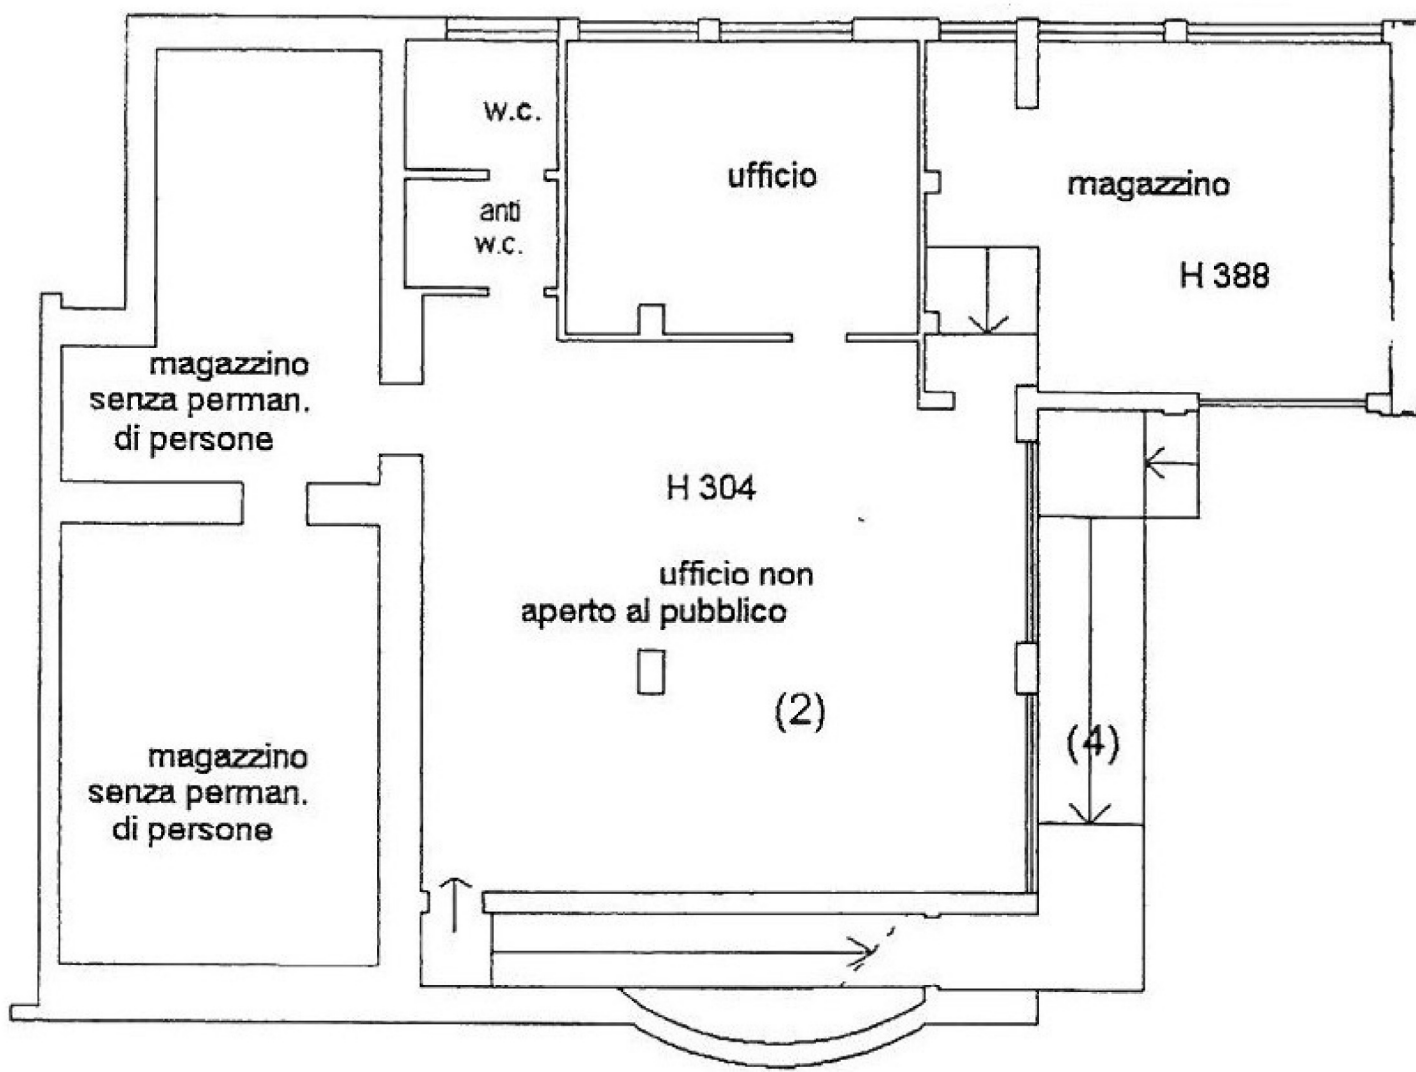 w.c.
ufficio
magazzino
anti
w.c.
H 388
magazzino
senza perman.
di persone
H 304
ufficio non
aperto al pubblico
(2)
(4)
magazzino
senza perman.
di persone